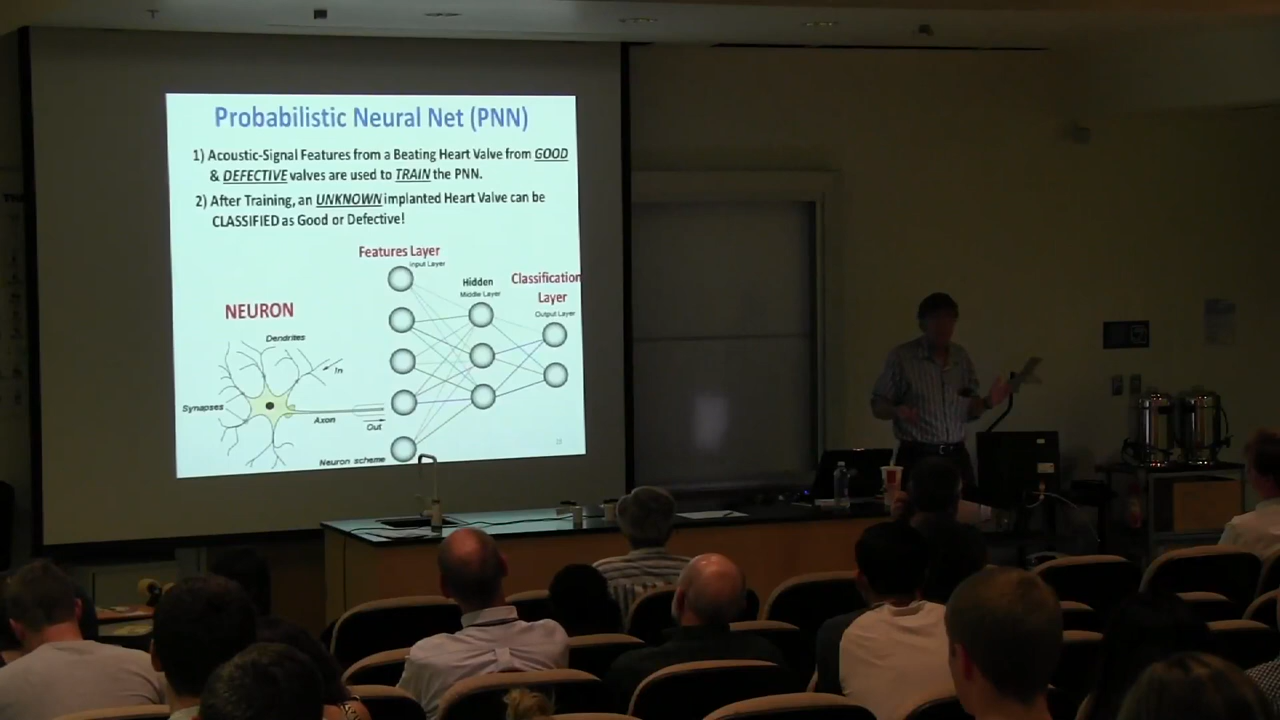 Probabilistic Neural Net (PNN)
1) Acoustic-Signal Features from a Beating Heart Valve from GOOD
& DEFECTIVE valves are used to TRAIN the PNN.
2) After Training, an UNKNOWN implanted Heart Valve can be
CLASSIFIED as Good or Defective!
Features Layer
Input Layer
Hidden
Middle Layer
Classification
Layer
Output Layer
NEURON
Dendrites
In
Synapses
Axon
Out
Neuron scheme